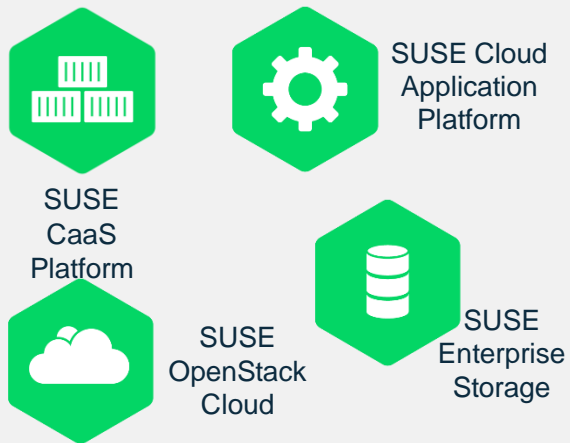 SUSE Cloud
Application
Platform
SUSE
CaaS
Platform
SUSE
OpenStack
Cloud
SUSE
Enterprise
Storage